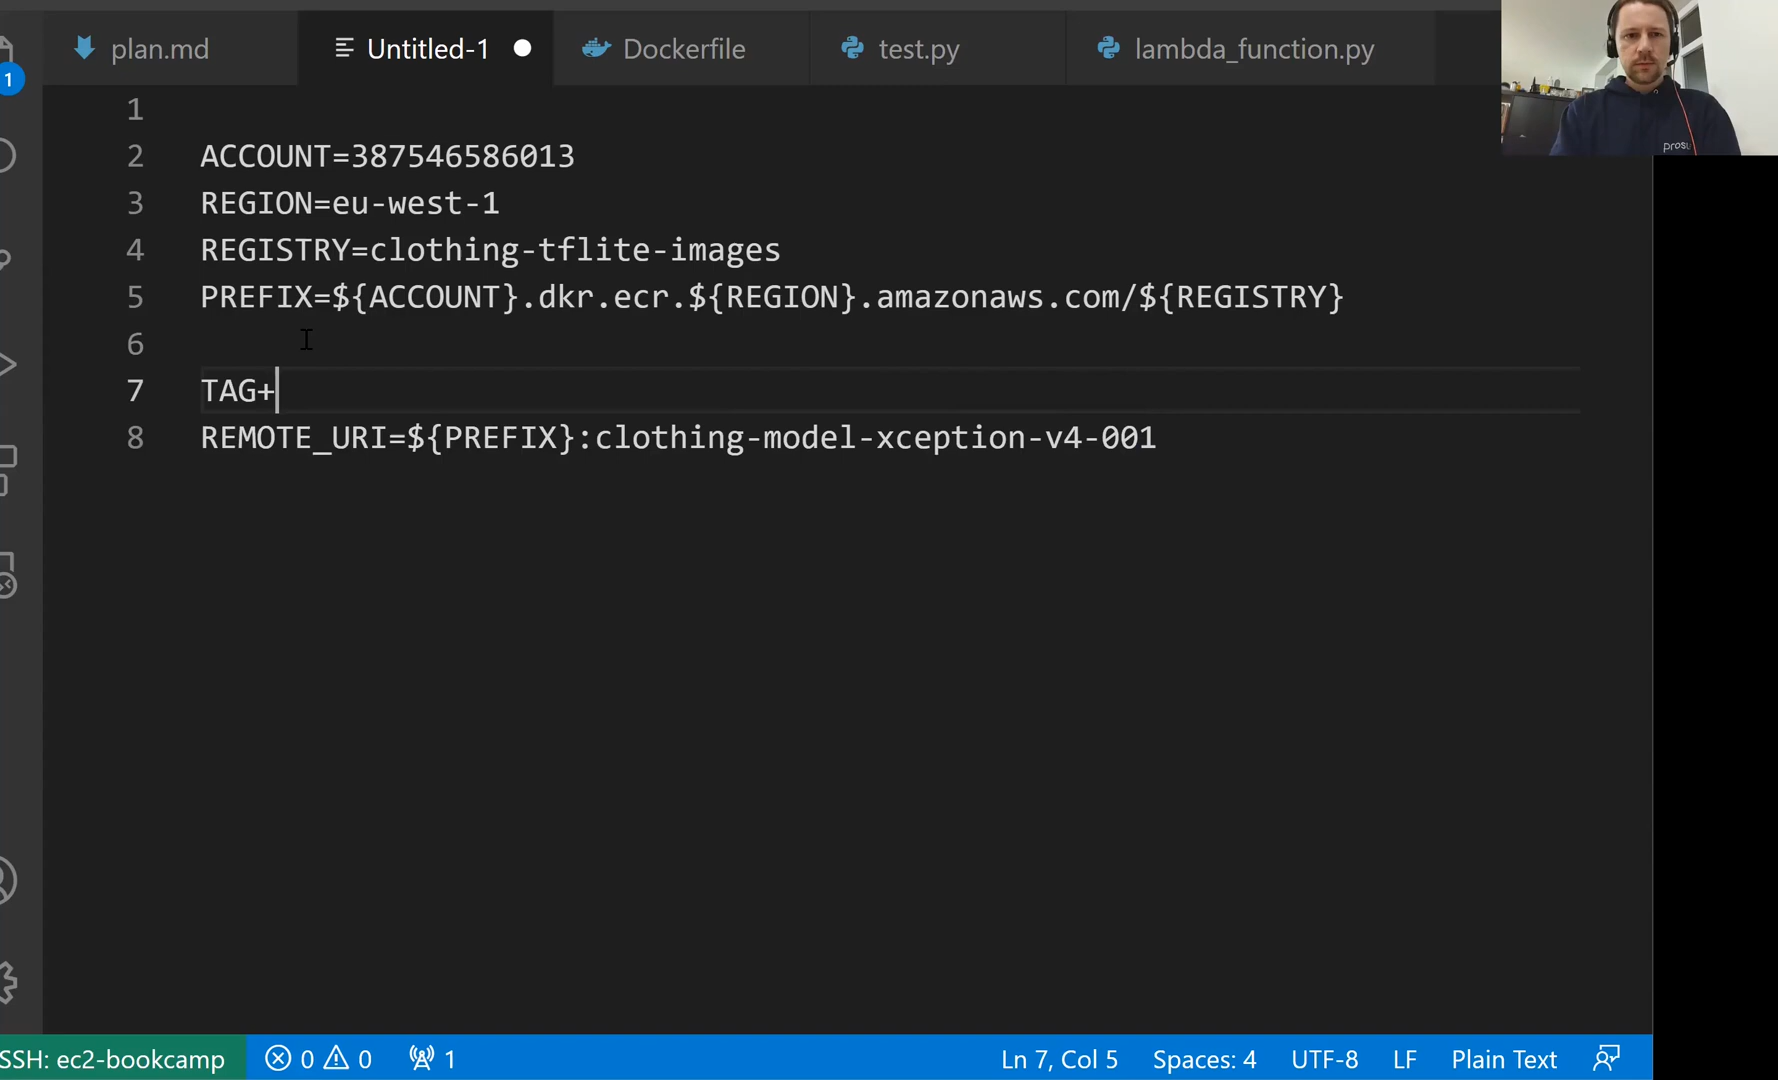 plan.md
Untitled-1
Dockerfile
test.py
lambda_function.py
1
1
2 ACCOUNT=387546586013
3 REGION=eu-west-1
4 REGISTRY=clothing-tflite-images
5 PREFIX=${ACCOUNT}.dkr.ecr.${REGION}.amazonaws.com/${REGISTRY}
6
7 TAG+
8 REMOTE_URI=${PREFIX}:clothing-model-xception-v4-001
SSH: ec2-bookcamp 0 0 1 Ln 7, Col 5 Spaces: 4 UTF-8 LF Plain Text